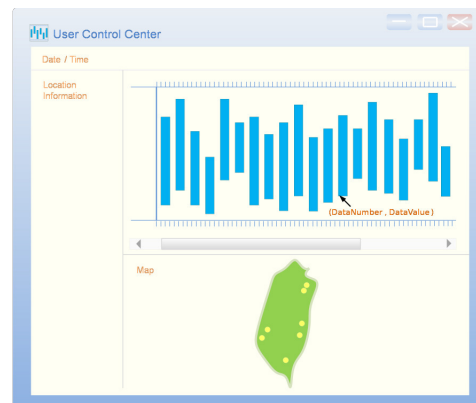 User Control Center
Date / Time
Location
Information
(DataNumber , DataValue )
Map